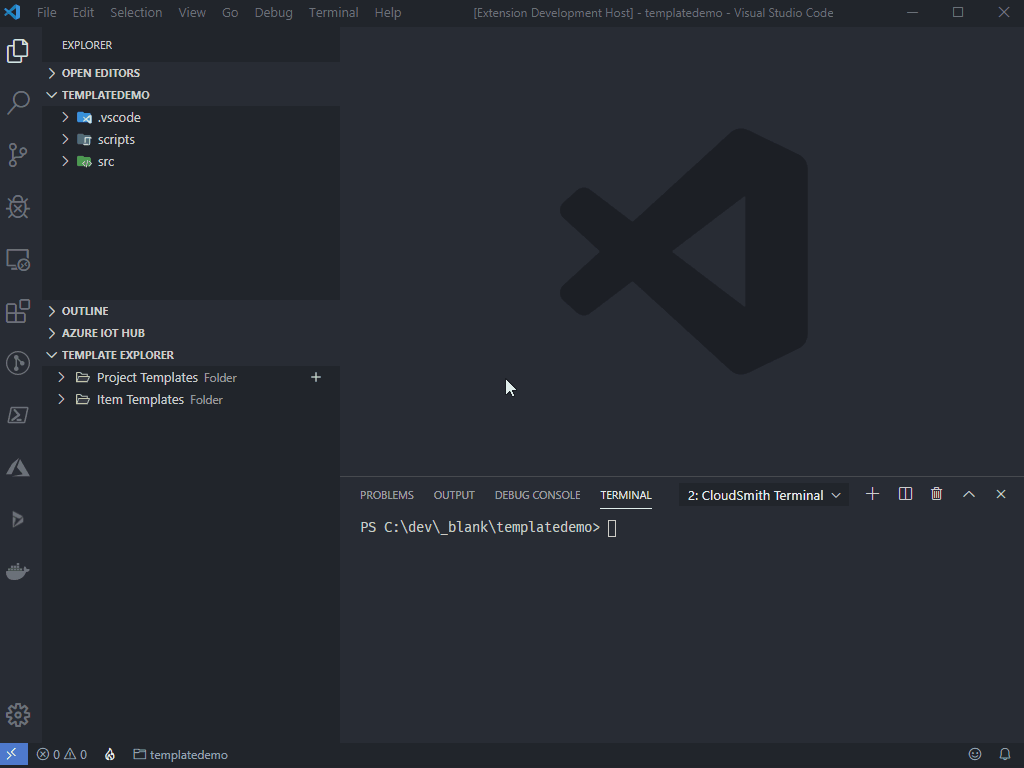 File Edit Selection View Go Debug Terminal Help [Extension Development Host] - templatedemo - Visual Studio Code
EXPLORER
OPEN EDITORS
TEMPLATEDEMO
.vscode
scripts
src
OUTLINE
AZURE IOT HUB
TEMPLATE EXPLORER
Project Templates Folder
Item Templates Folder
PROBLEMS OUTPUT DEBUG CONSOLE TERMINAL 2: CloudSmith Terminal
PS C:\dev\_blank\templatedemo>
0 0 templatedemo